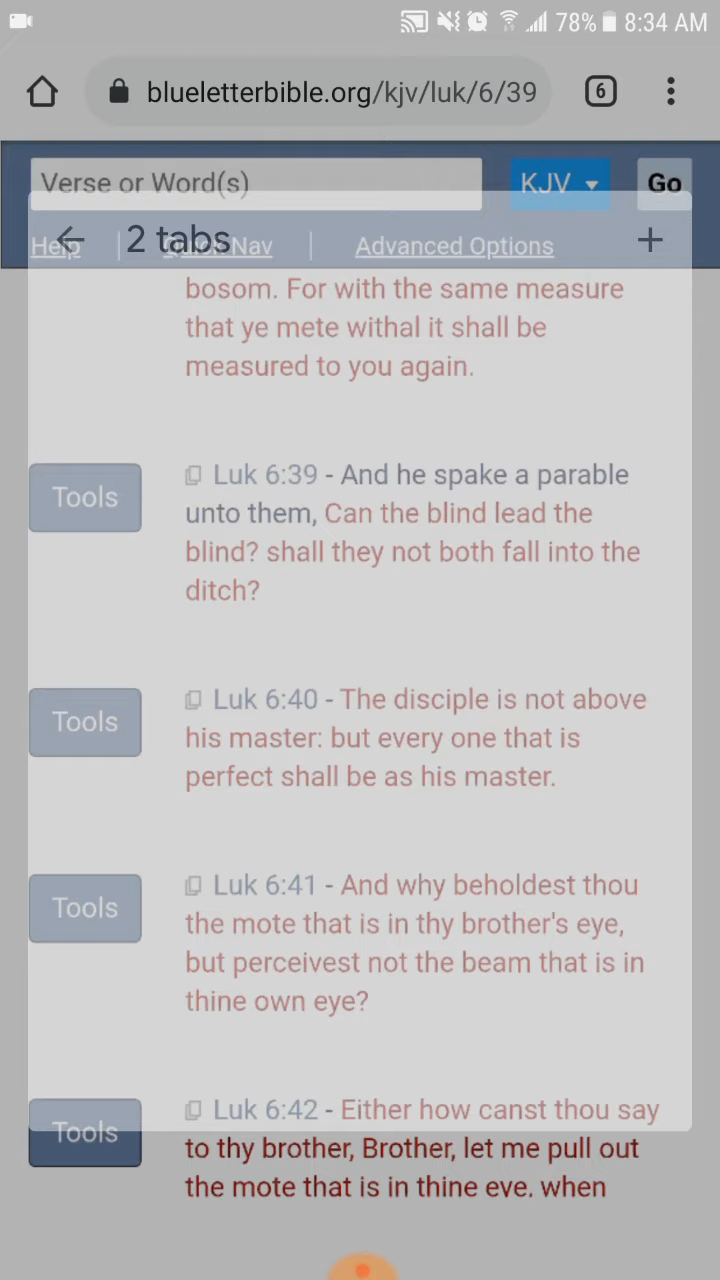 78% 8:34 AM
blueletterbible.org/kjv/luk/6/39 6
Verse or Word(s) KJV Go
2 tabs
Help | Quick Nav | Advanced Options
bosom. For with the same measure
that ye mete withal it shall be
measured to you again.
Tools
Luk 6:39 - And he spake a parable
unto them, Can the blind lead the
blind? shall they not both fall into the
ditch?
Tools
Luk 6:40 - The disciple is not above
his master: but every one that is
perfect shall be as his master.
Tools
Luk 6:41 - And why beholdest thou
the mote that is in thy brother's eye,
but perceivest not the beam that is in
thine own eye?
Tools
Luk 6:42 - Either how canst thou say
to thy brother, Brother, let me pull out
the mote that is in thine eye, when